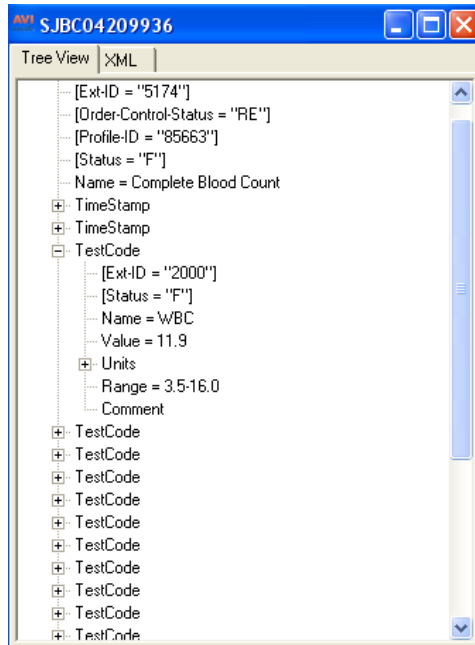 AVI SJBC04209936
Tree View XML
[Ext-ID = "5174"]
[Order-Control-Status = "RE"]
[Profile-ID = "85663"]
[Status = "F"]
Name = Complete Blood Count
TimeStamp
TimeStamp
TestCode
[Ext-ID = "2000"]
[Status = "F"]
Name = WBC
Value = 11.9
Units
Range = 3.5-16.0
Comment
TestCode
TestCode
TestCode
TestCode
TestCode
TestCode
TestCode
TestCode
TestCode
TestCode